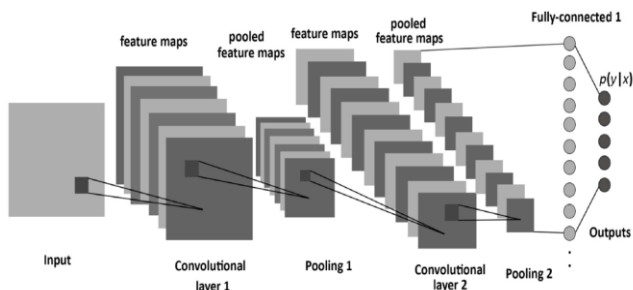 Fully-connected 1
feature maps
pooled
feature maps
feature maps
pooled
feature maps
p(y|x)
Input
Convolutional
layer 1
Pooling 1
Convolutional
layer 2
Pooling 2
Outputs